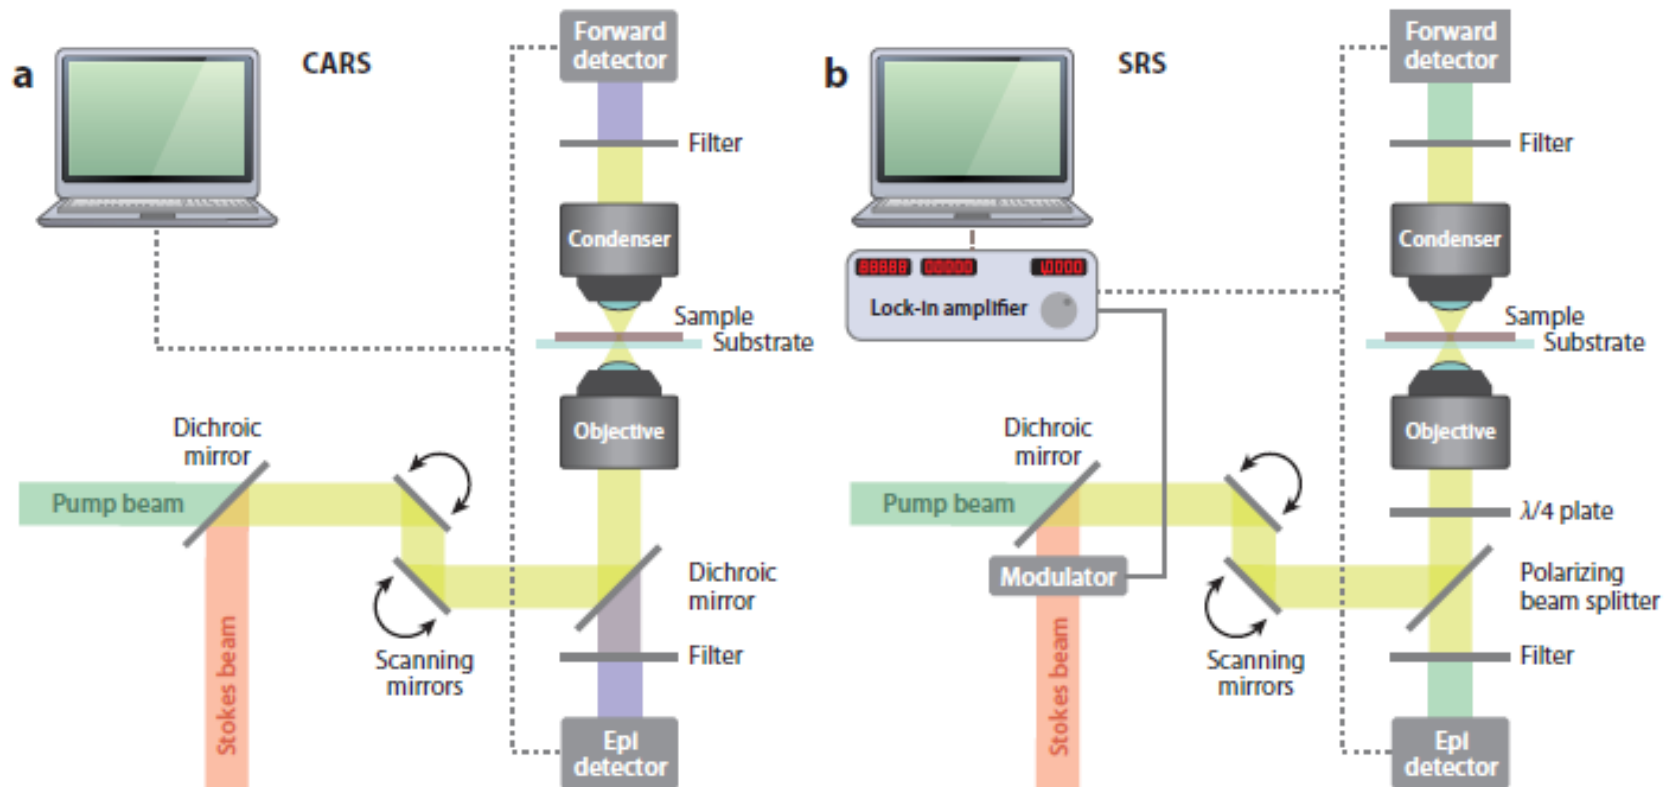 a
CARS
Forward
detector
Filter
Condenser
Sample
Substrate
Objective
Dichroic
mirror
Pump beam
Stokes beam
Scanning
mirrors
Dichroic
mirror
Filter
Epi
detector
b
SRS
Forward
detector
Filter
Condenser
88888
00000
Lock-in amplifier
Sample
Substrate
Objective
Dichroic
mirror
Pump beam
Modulator
Stokes beam
Scanning
mirrors
λ/4 plate
Polarizing
beam splitter
Filter
Epi
detector